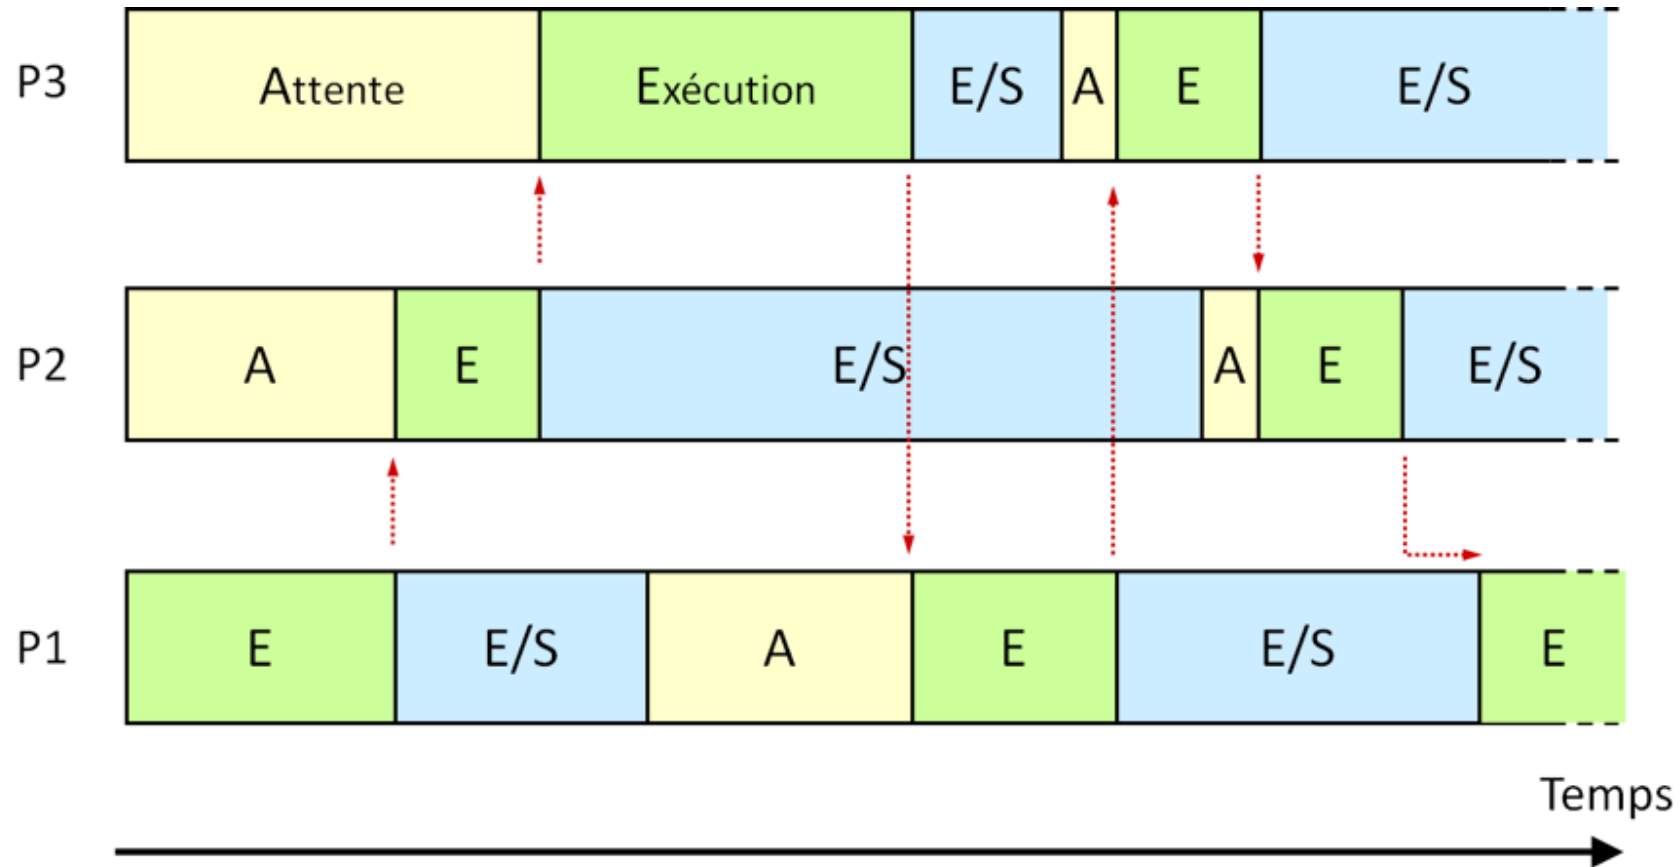 P3 Attente Exécution E/S A E E/S
P2 A E E/S A E E/S
P1 E E/S A E E/S E
Temps